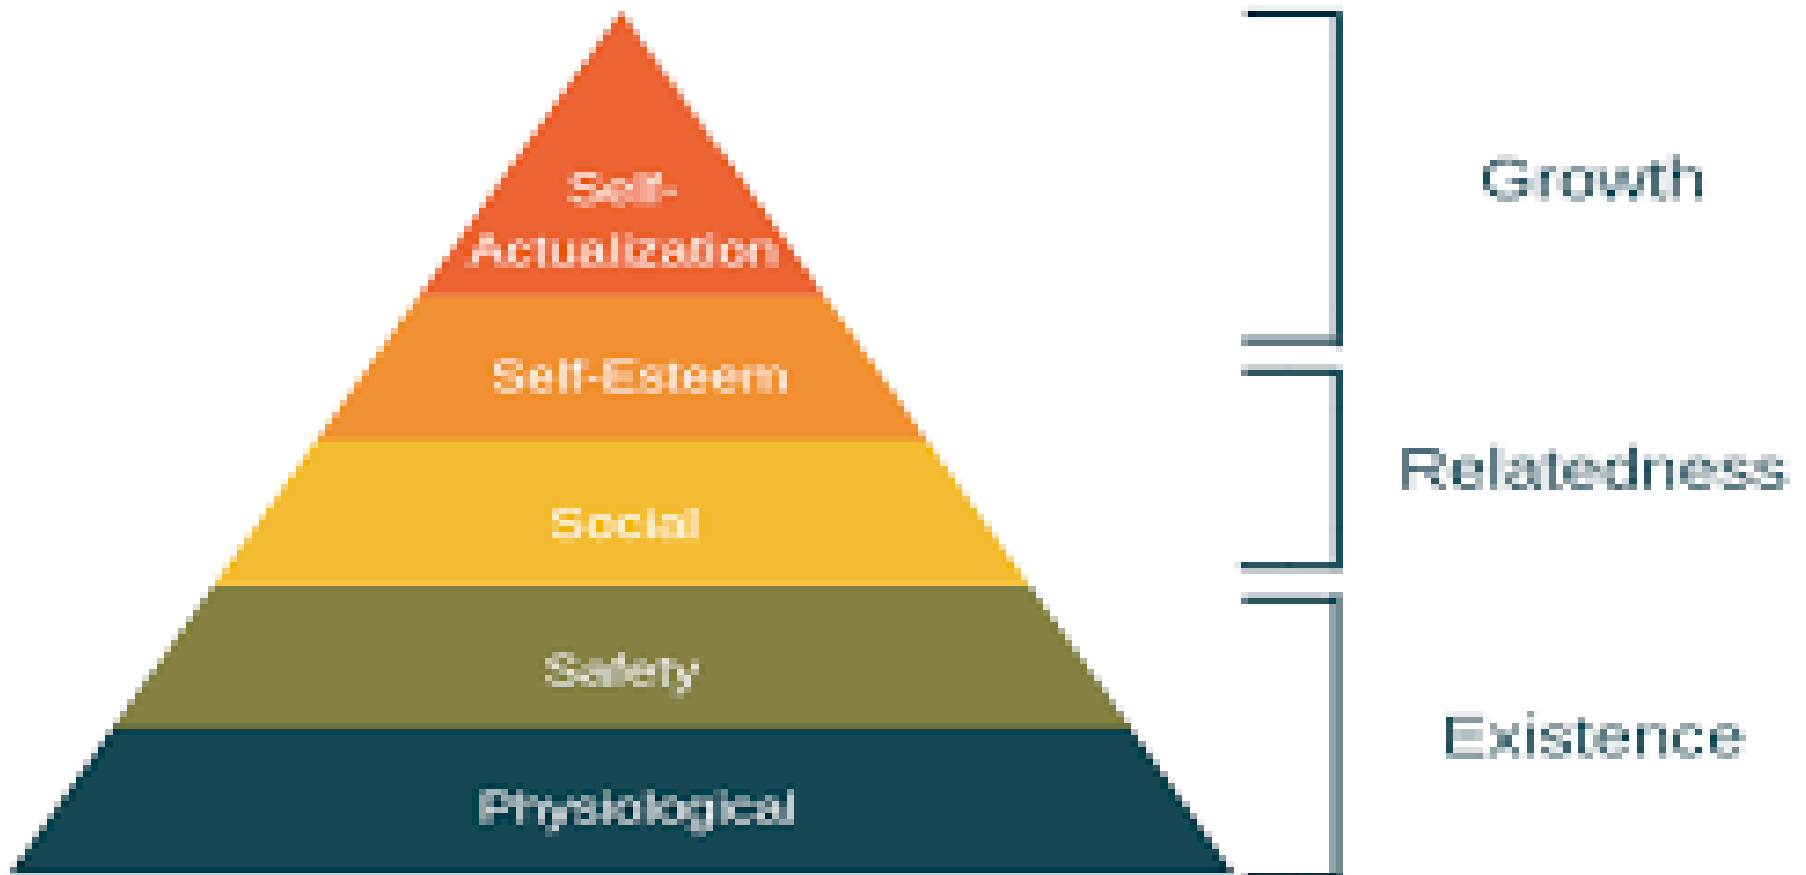 Self-
Actualization
Self-Esteem
Social
Safety
Physiological
Growth
Relatedness
Existence